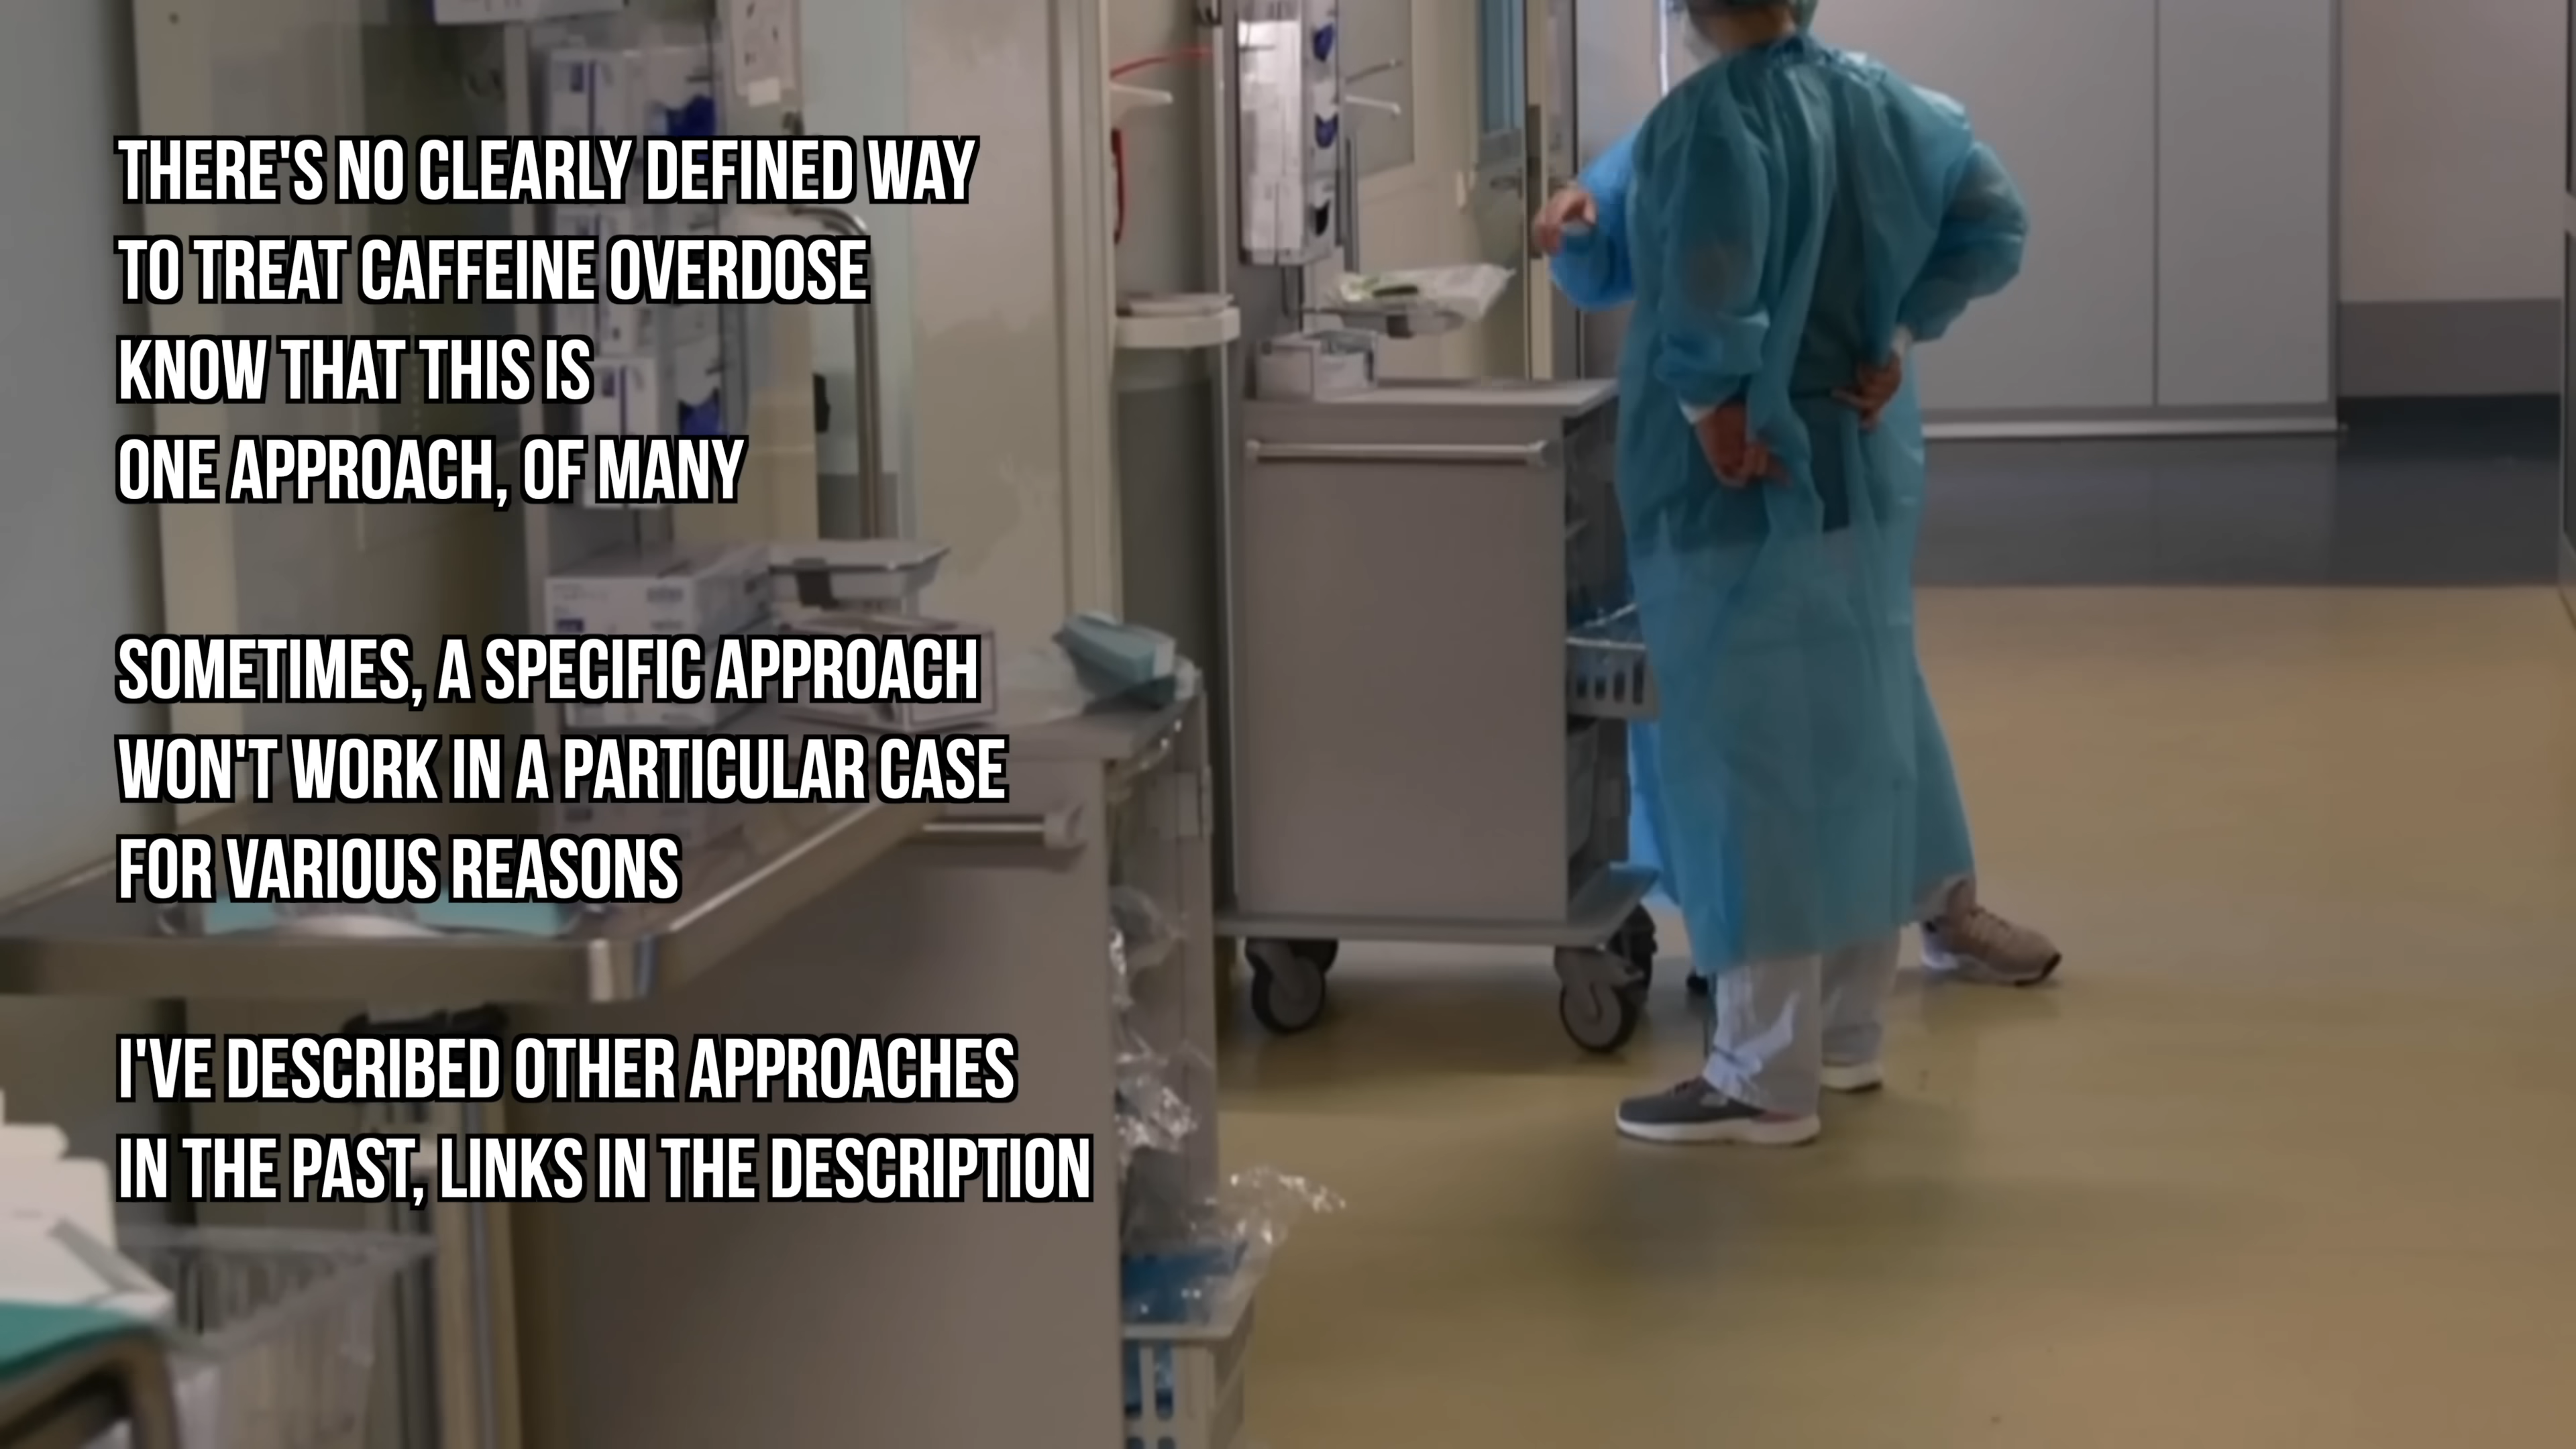 THERE'S NO CLEARLY DEFINED WAY
TO TREAT CAFFEINE OVERDOSE
KNOW THAT THIS IS
ONE APPROACH, OF MANY
SOMETIMES, A SPECIFIC APPROACH
WON'T WORK IN A PARTICULAR CASE
FOR VARIOUS REASONS
I'VE DESCRIBED OTHER APPROACHES
IN THE PAST, LINKS IN THE DESCRIPTION